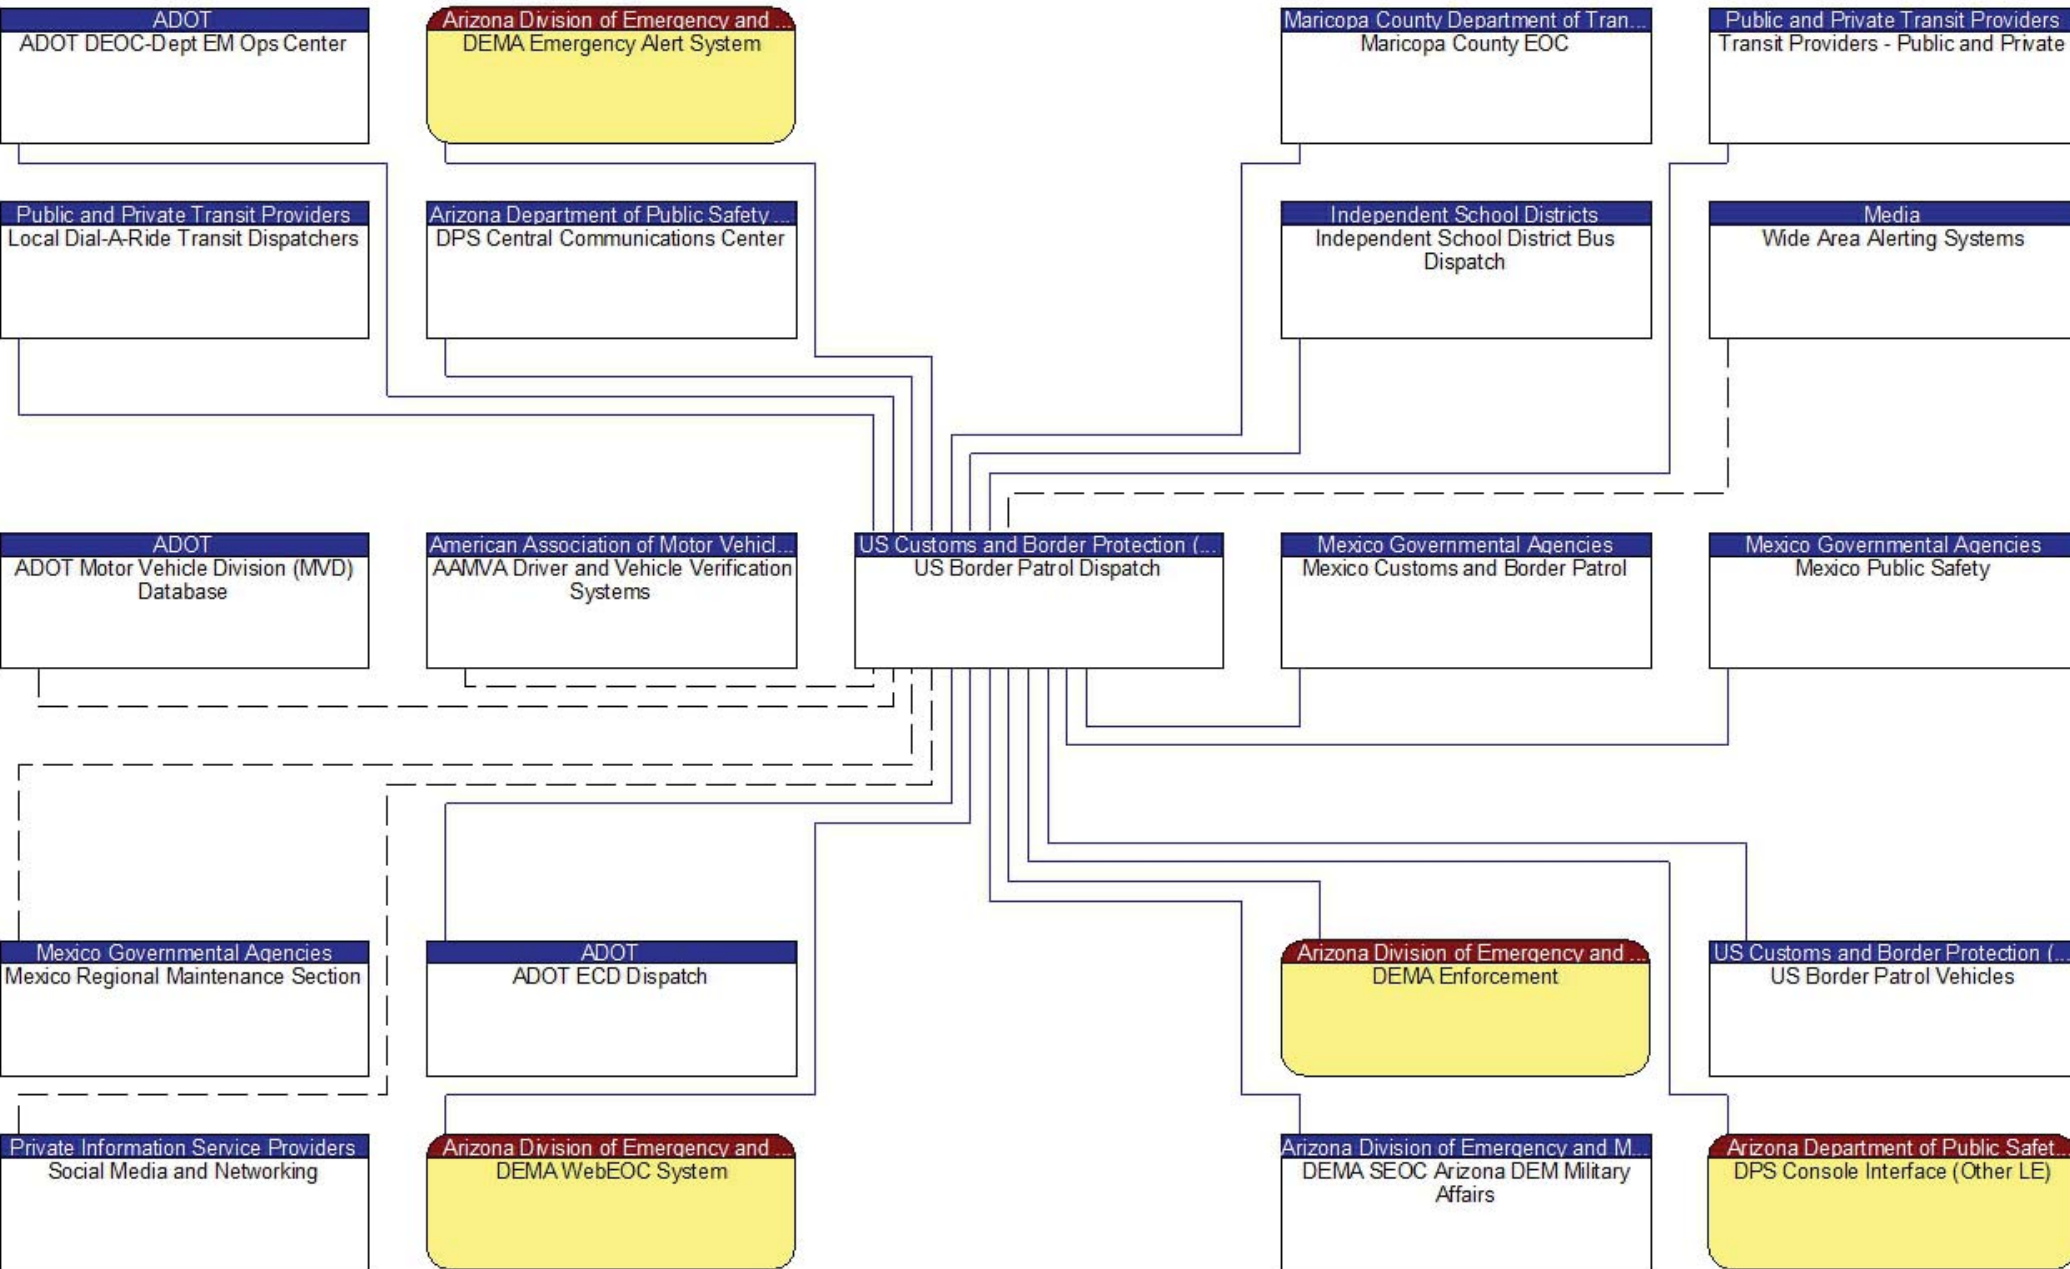 ADOT
ADOT DEOC-Dept EM Ops Center
Arizona Division of Emergency and ...
DEMA Emergency Alert System
Maricopa County Department of Tran...
Maricopa County EOC
Public and Private Transit Providers
Transit Providers - Public and Private
Public and Private Transit Providers
Local Dial-A-Ride Transit Dispatchers
Arizona Department of Public Safety ...
DPS Central Communications Center
Independent School Districts
Independent School District Bus
Dispatch
Media
Wide Area Alerting Systems
ADOT
ADOT Motor Vehicle Division (MVD)
Database
American Association of Motor Vehicl...
AAMVA Driver and Vehicle Verification
Systems
US Customs and Border Protection (...
US Border Patrol Dispatch
Mexico Governmental Agencies
Mexico Customs and Border Patrol
Mexico Governmental Agencies
Mexico Public Safety
Mexico Governmental Agencies
Mexico Regional Maintenance Section
ADOT
ADOT ECD Dispatch
Arizona Division of Emergency and ...
DEMA Enforcement
US Customs and Border Protection (...
US Border Patrol Vehicles
Private Information Service Providers
Social Media and Networking
Arizona Division of Emergency and ...
DEMA WebEOC System
Arizona Division of Emergency and M...
DEMA SEOC Arizona DEM Military
Affairs
Arizona Department of Public Safet...
DPS Console Interface (Other LE)